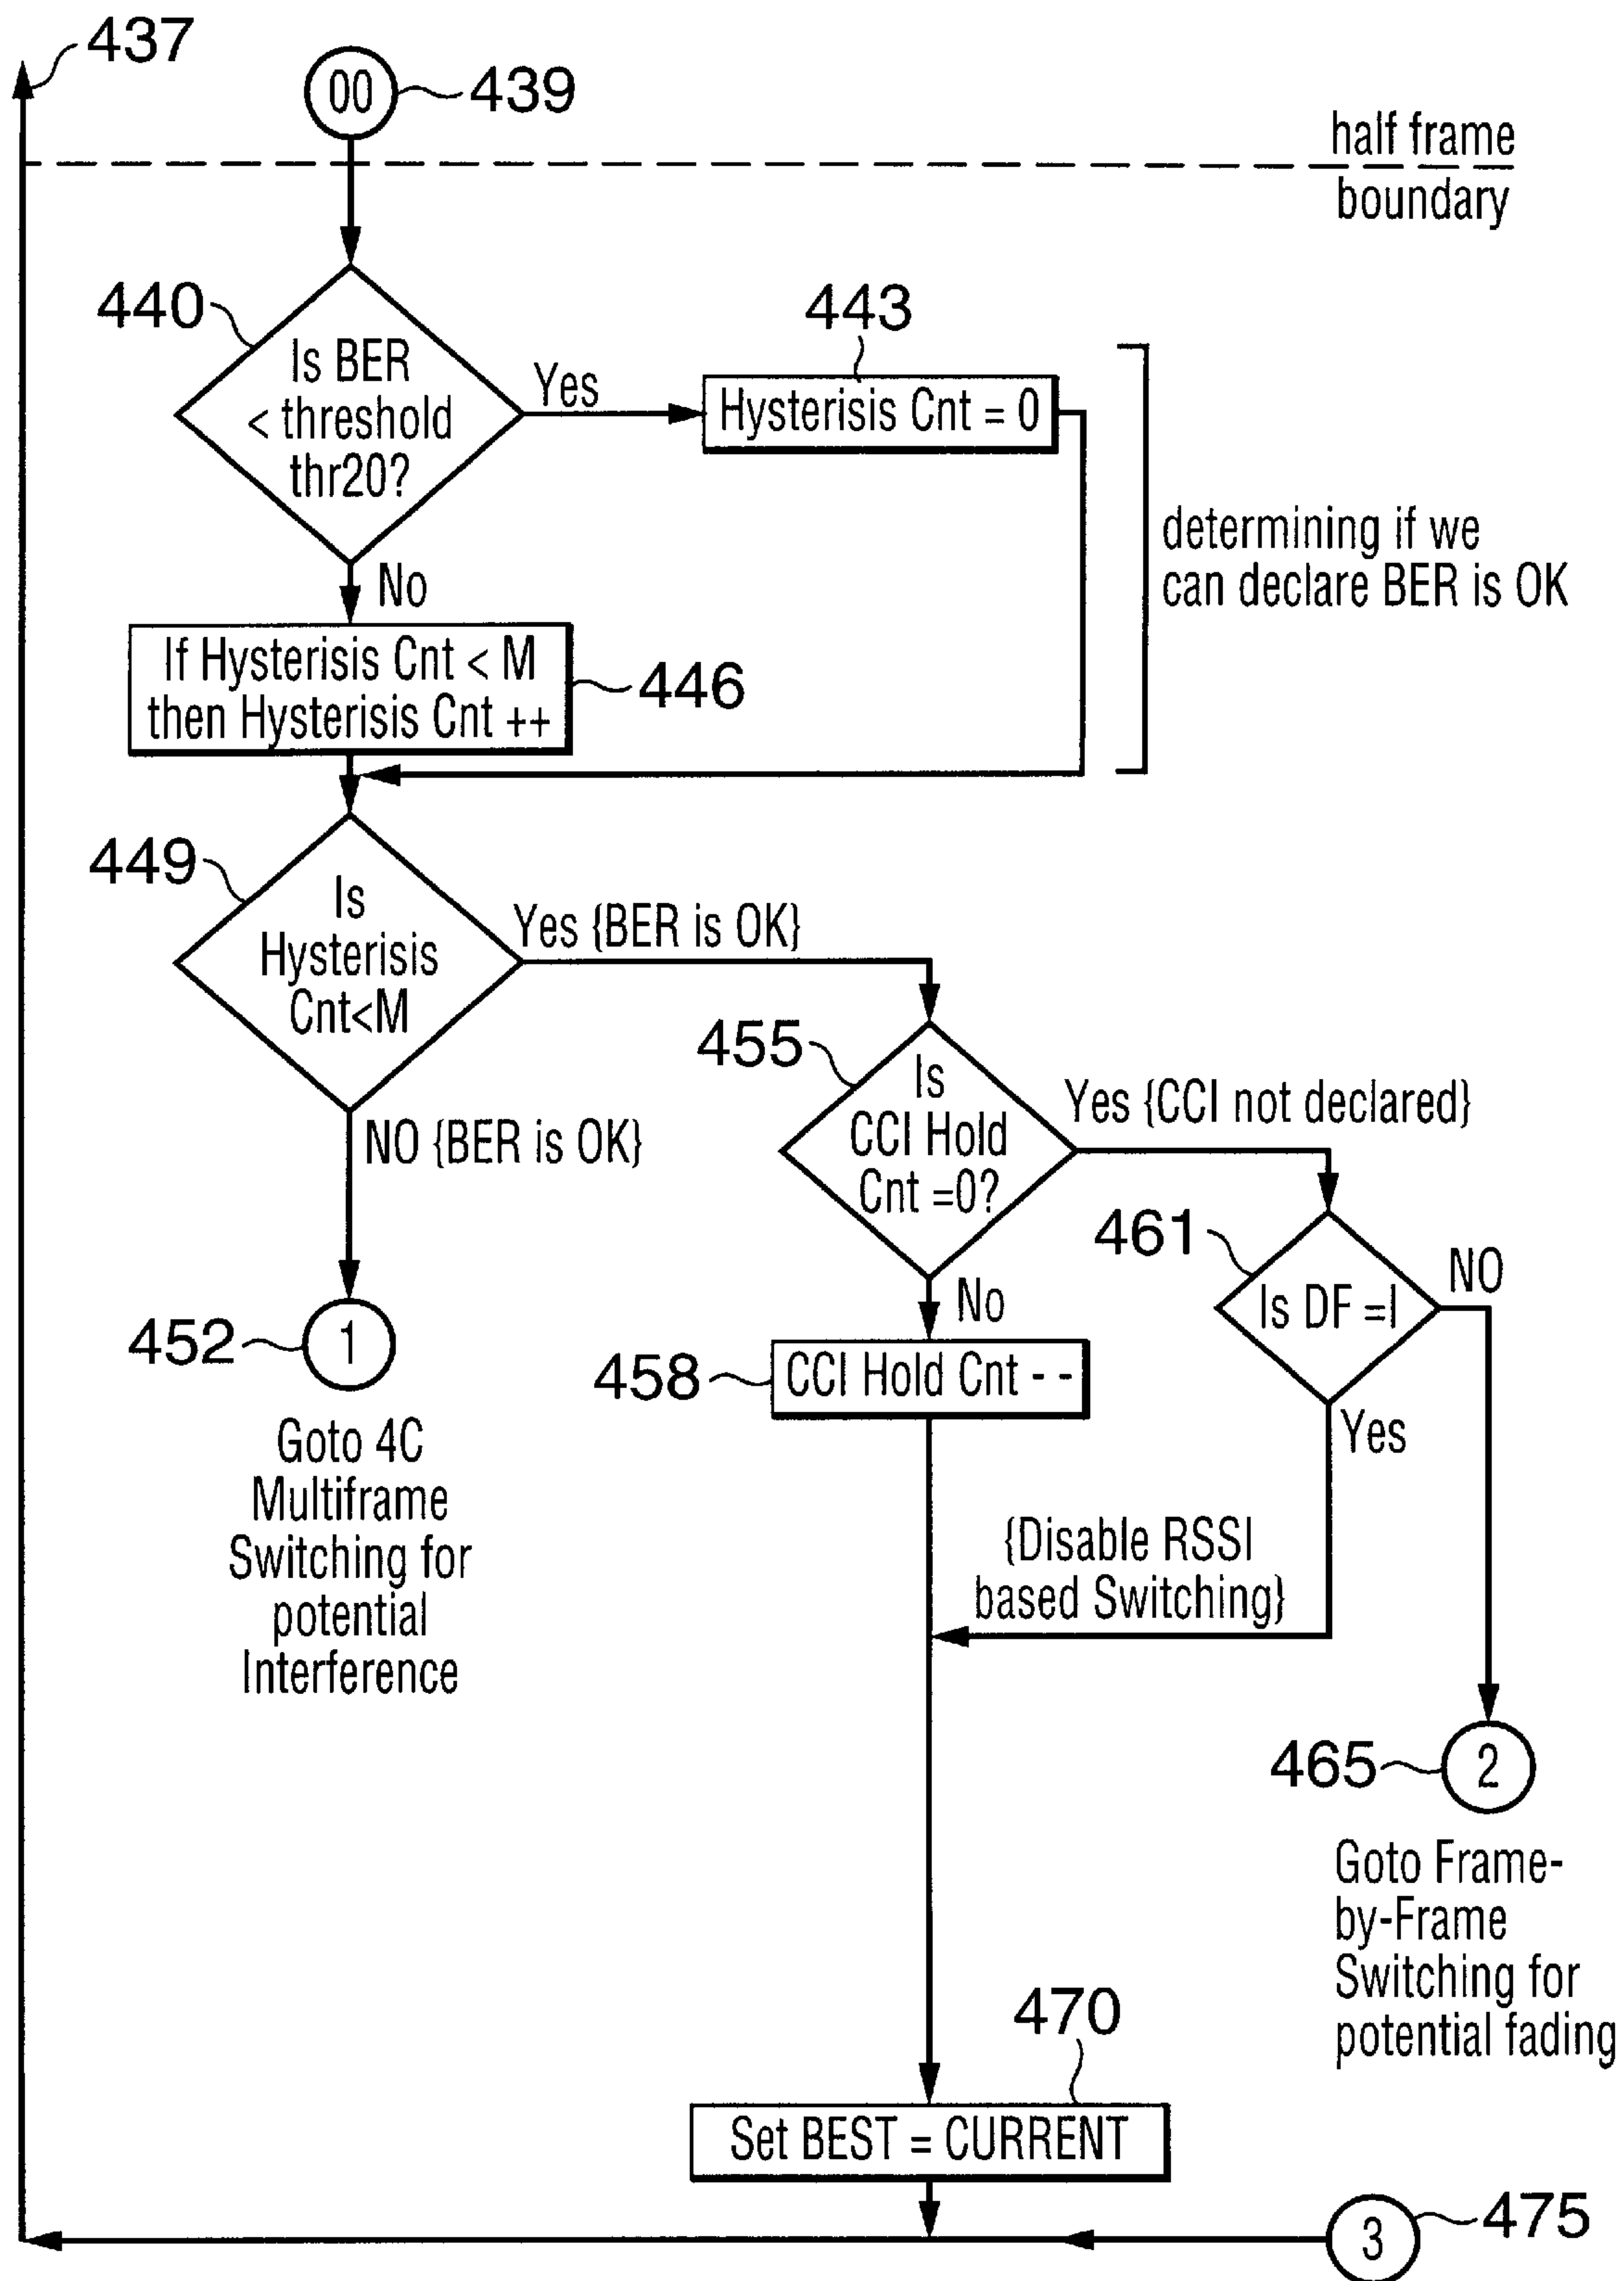 437
00
439
half frame
boundary
440
Is BER
< threshold
thr20?
Yes
443
Hysterisis Cnt = 0
determining if we
can declare BER is OK
No
If Hysterisis Cnt < M
then Hysterisis Cnt ++
446
449
Is
Hysterisis
Cnt<M
Yes {BER is OK}
NO {BER is OK}
455
Is
CCI Hold
Cnt =0?
Yes {CCI not declared}
461
Is DF =I
NO
452
1
Goto 4C
Multiframe
Switching for
potential
Interference
No
458
CCI Hold Cnt - -
Yes
{Disable RSSI
based Switching}
465
2
Goto Frame-
by-Frame
Switching for
potential fading
470
Set BEST = CURRENT
3
475